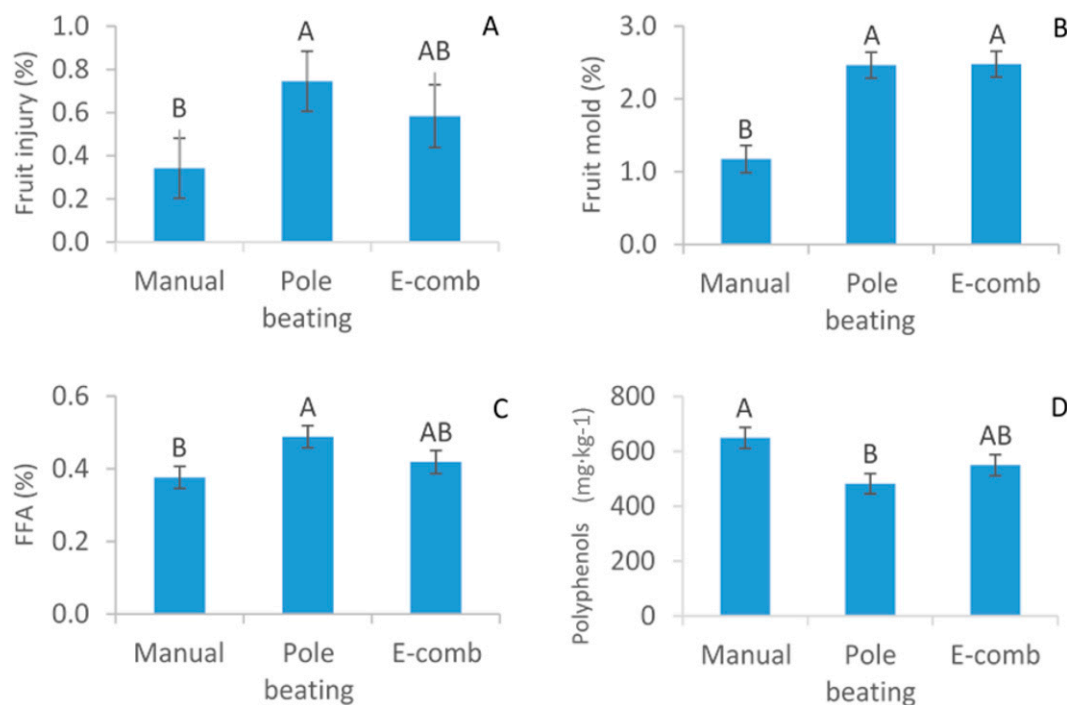 Fruit injury (%)
1.0
0.8
0.6
0.4
0.2
0.0
B
A
AB
A
Manual
Pole
beating
E-comb
Fruit mold (%)
3.0
2.0
1.0
0.0
B
A
A
B
Manual
Pole
beating
E-comb
FFA (%)
0.6
0.4
0.2
0.0
B
A
AB
C
Manual
Pole
beating
E-comb
Polyphenols (mg·kg-1)
800
600
400
200
0
A
B
AB
D
Manual
Pole
beating
E-comb